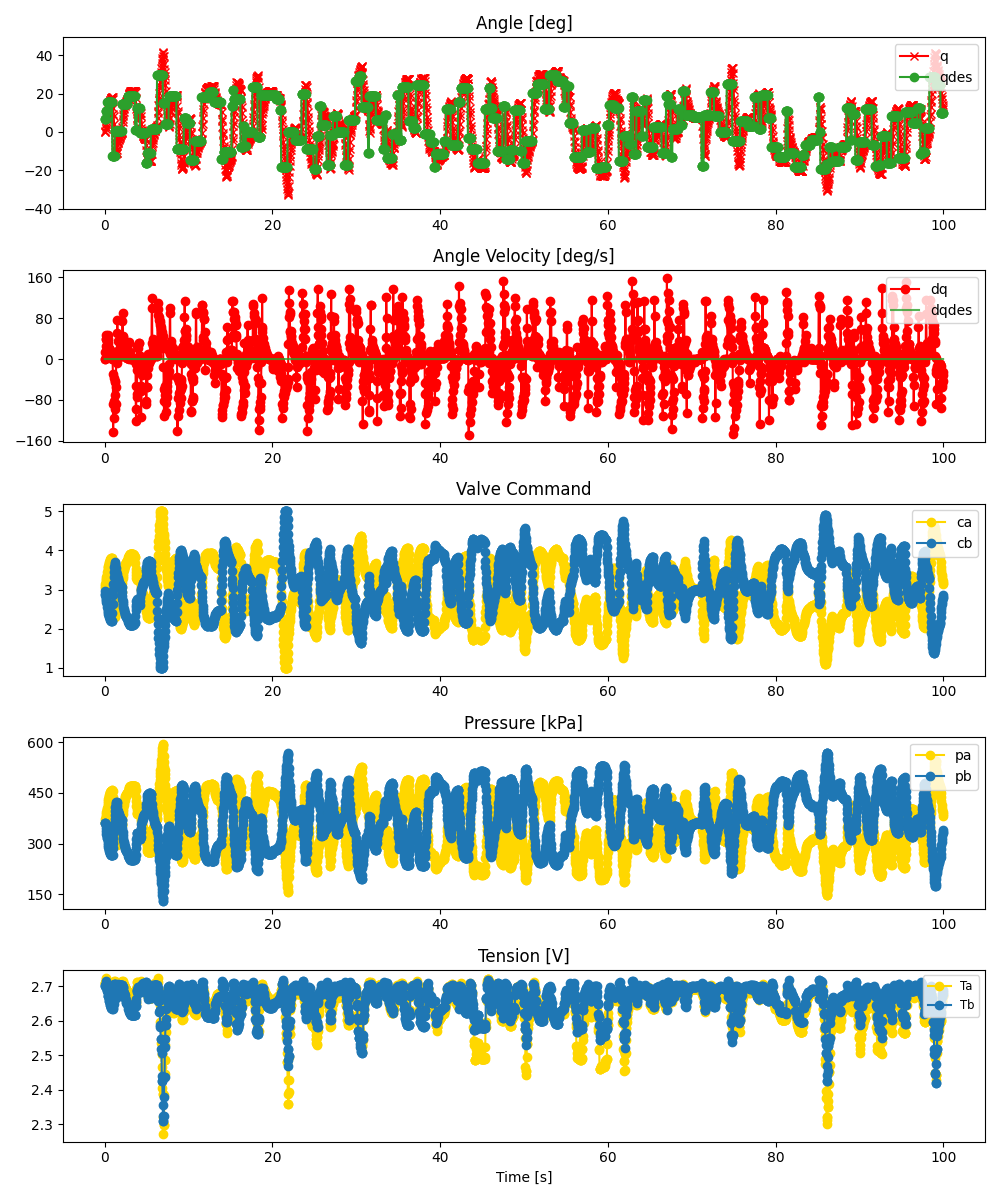 Angle [deg]
40
20
0
−20
−40
q
qdes
0 20 40 60 80 100
Angle Velocity [deg/s]
160
80
0
−80
−160
dq
dqdes
0 20 40 60 80 100
Valve Command
5
4
3
2
1
ca
cb
0 20 40 60 80 100
Pressure [kPa]
600
450
300
150
pa
pb
0 20 40 60 80 100
Tension [V]
2.7
2.6
2.5
2.4
2.3
Ta
Tb
0 20 40 60 80 100
Time [s]